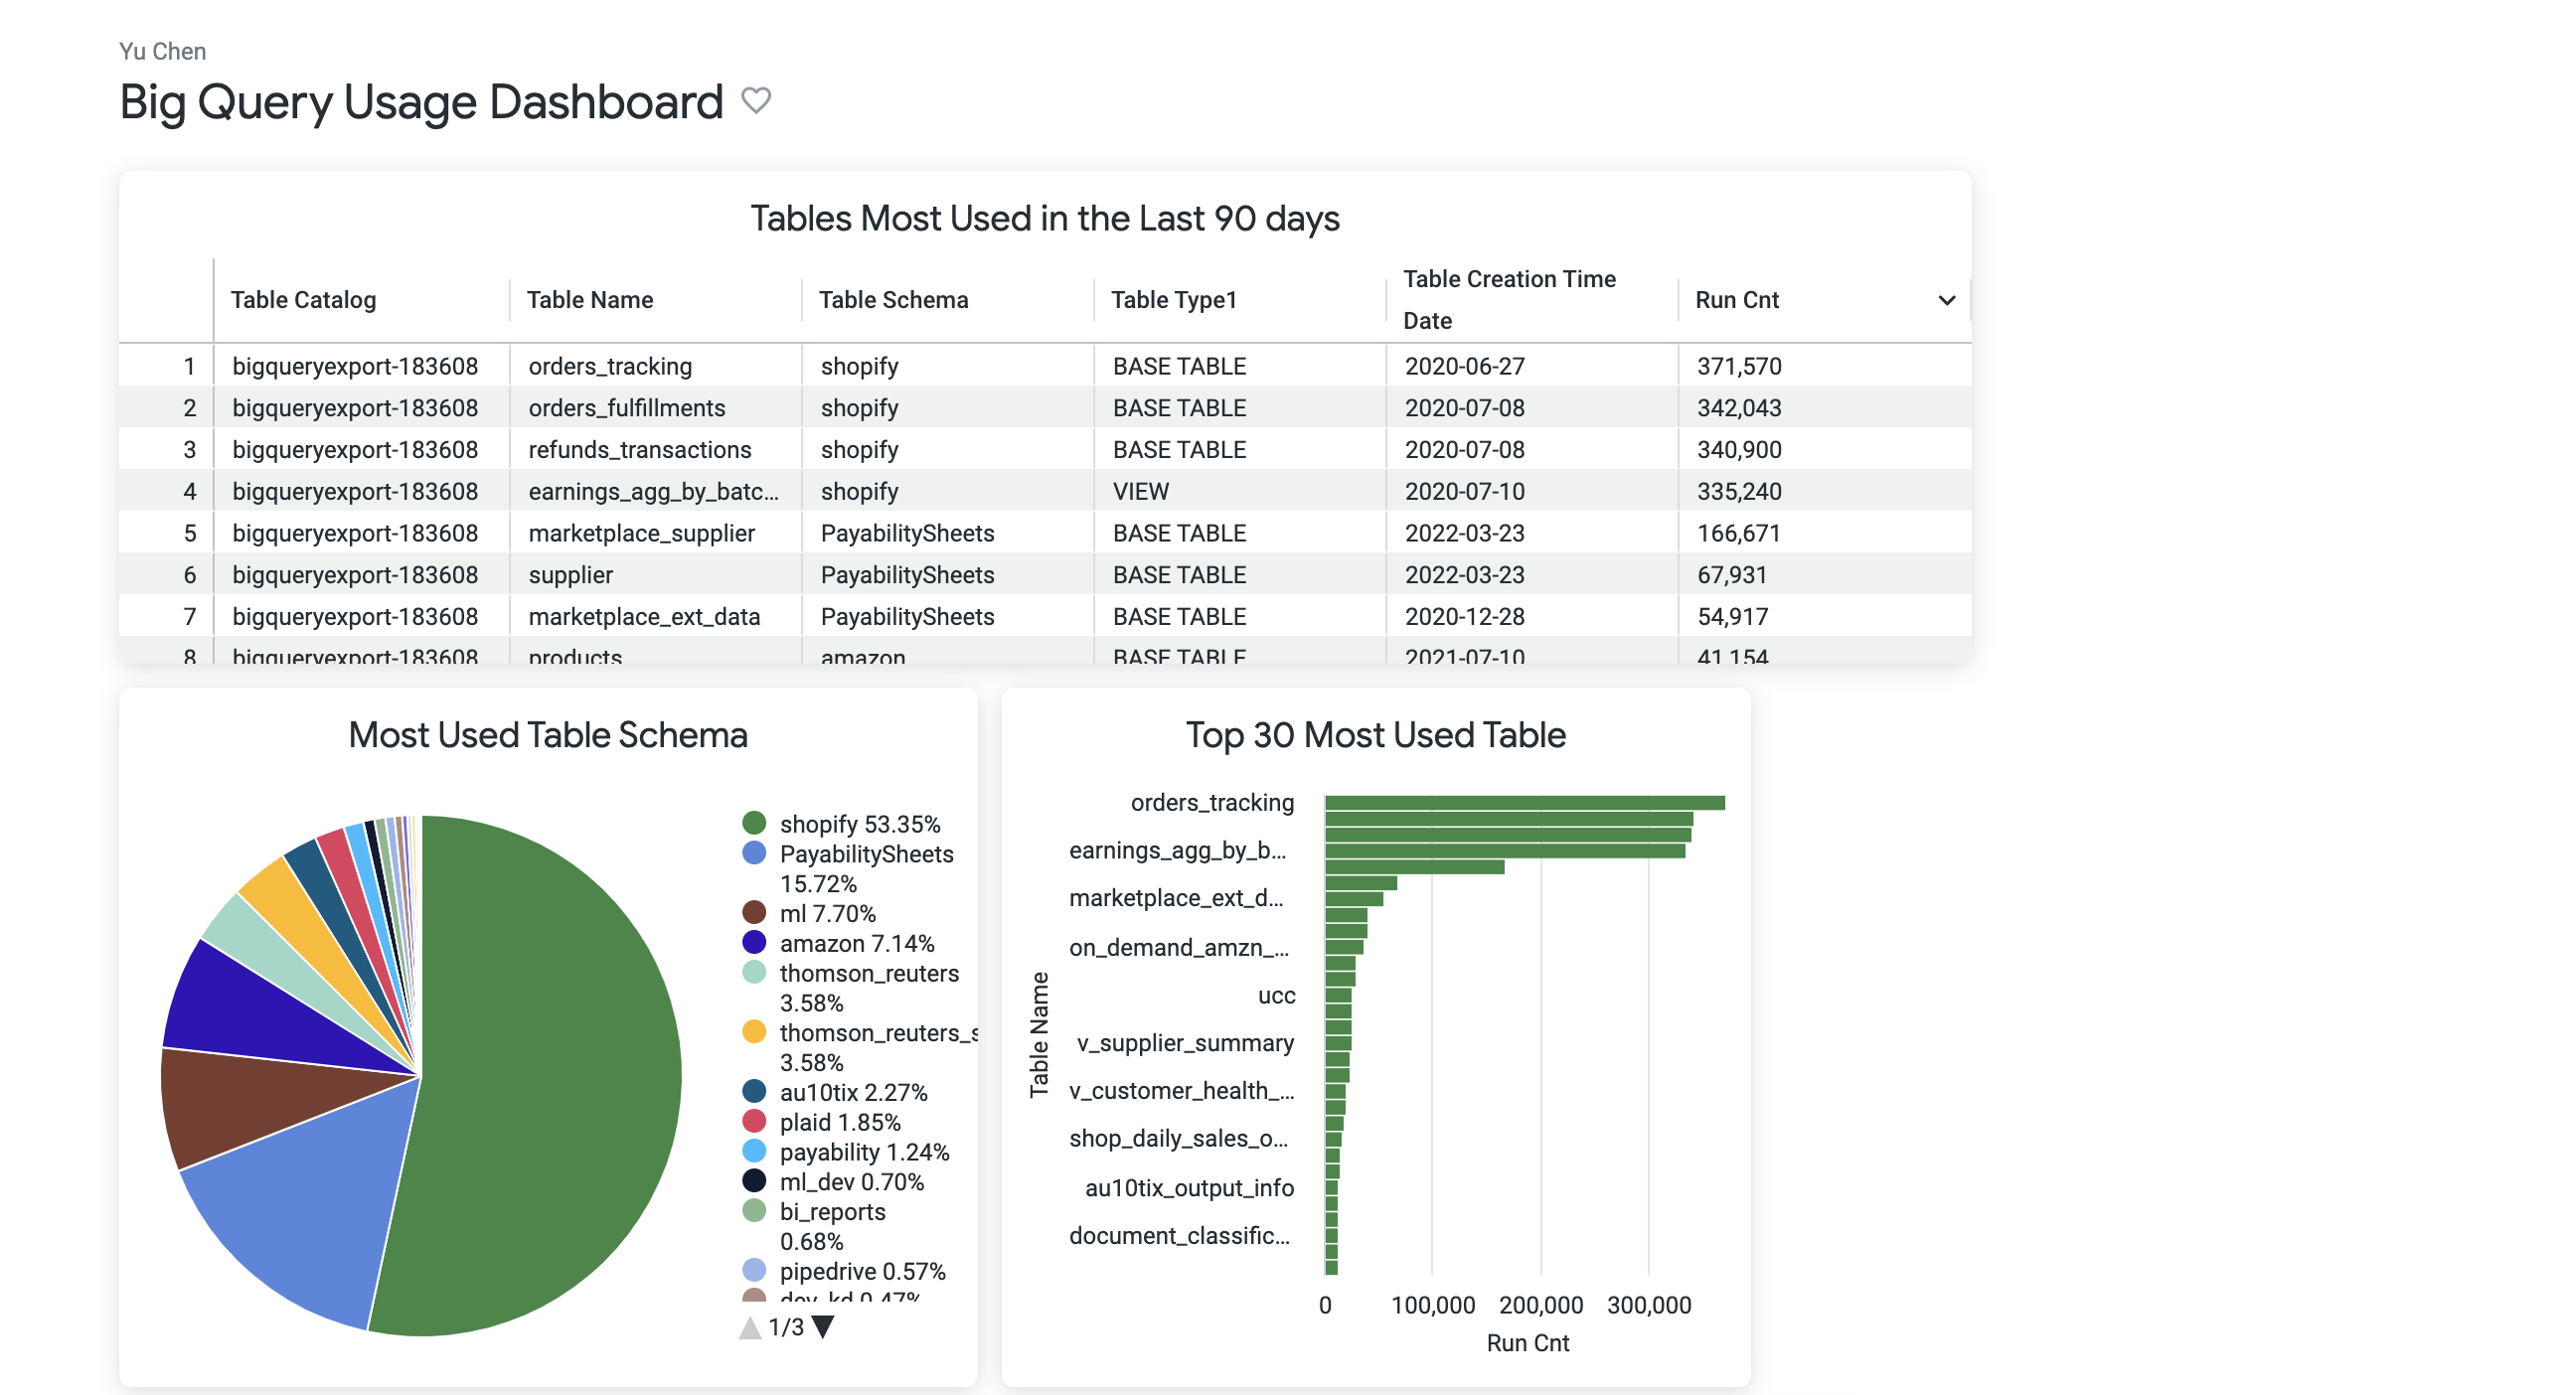 Yu Chen
Big Query Usage Dashboard
Tables Most Used in the Last 90 days
Table Catalog Table Name Table Schema Table Type1 Table Creation Time Date Run Cnt
1 bigqueryexport-183608 orders_tracking shopify BASE TABLE 2020-06-27 371,570
2 bigqueryexport-183608 orders_fulfillments shopify BASE TABLE 2020-07-08 342,043
3 bigqueryexport-183608 refunds_transactions shopify BASE TABLE 2020-07-08 340,900
4 bigqueryexport-183608 earnings_agg_by_batc... shopify VIEW 2020-07-10 335,240
5 bigqueryexport-183608 marketplace_supplier PayabilitySheets BASE TABLE 2022-03-23 166,671
6 bigqueryexport-183608 supplier PayabilitySheets BASE TABLE 2022-03-23 67,931
7 bigqueryexport-183608 marketplace_ext_data PayabilitySheets BASE TABLE 2020-12-28 54,917
8 bigqueryexport-183608 products amazon BASE TABLE 2021-07-10 41,154
Most Used Table Schema
shopify 53.35%
PayabilitySheets
15.72%
ml 7.70%
amazon 7.14%
thomson_reuters
3.58%
thomson_reuters_s
3.58%
au10tix 2.27%
plaid 1.85%
payability 1.24%
ml_dev 0.70%
bi_reports
0.68%
pipedrive 0.57%
dev_kd 0.47%
1/3
Top 30 Most Used Table
Table Name
orders_tracking
earnings_agg_by_b...
marketplace_ext_d...
on_demand_amzn_...
ucc
v_supplier_summary
v_customer_health_...
shop_daily_sales_o...
au10tix_output_info
document_classific...
0 100,000 200,000 300,000
Run Cnt